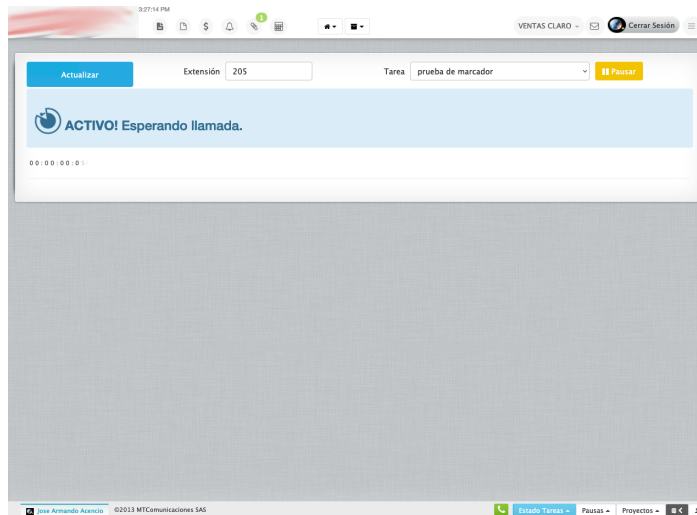 3:27:14 PM
1
VENTAS CLARO
Cerrar Sesión
Actualizar
Extensión 205
Tarea prueba de marcador
Pausar
ACTIVO! Esperando llamada.
00:00:00:0
Jose Armando Acencio
©2013 MTComunicaciones SAS
Estado Tareas
Pausas
Proyectos